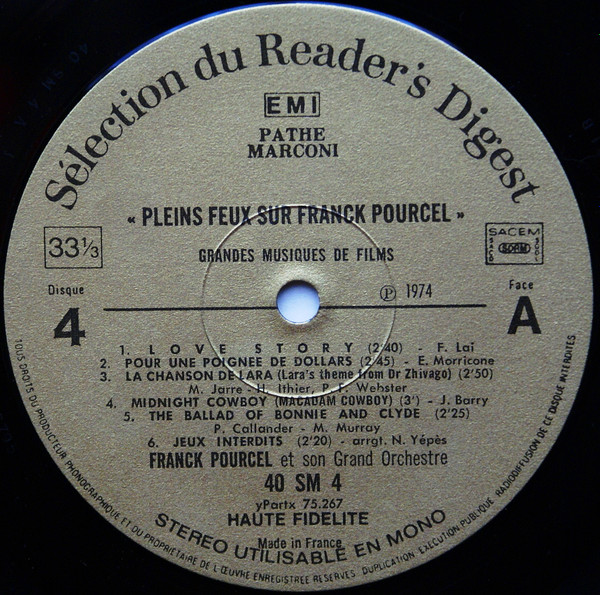 Sélection du Reader's Digest
EMI
PATHE
MARCONI
« PLEINS FEUX SUR FRANCK POURCEL »
33 1/3
GRANDES MUSIQUES DE FILMS
SACEM
SACD SDRM SGDL
Disque
4
Ⓟ 1974
Face
A
1. LOVE STORY (2'40) - F. Lai
2. POUR UNE POIGNEE DE DOLLARS (2'45) - E. Morricone
3. LA CHANSON DE LARA (Lara's theme from Dr Zhivago) (2'50)
M. Jarre - H. Ithier, P. F. Webster
4. MIDNIGHT COWBOY (MACADAM COWBOY) (3') - J. Barry
5. THE BALLAD OF BONNIE AND CLYDE (2'25)
P. Callander - M. Murray
6. JEUX INTERDITS (2'20) - arrgt. N. Yépès
FRANCK POURCEL et son Grand Orchestre
40 SM 4
yPartx 75.267
HAUTE FIDELITE
Made in France
STEREO UTILISABLE EN MONO
TOUS DROITS DU PRODUCTEUR PHONOGRAPHIQUE ET DU PROPRIETAIRE DE L'ŒUVRE ENREGISTREE RESERVES DUPLICATION EXECUTION PUBLIQUE RADIODIFFUSION DE CE DISQUE INTERDITES